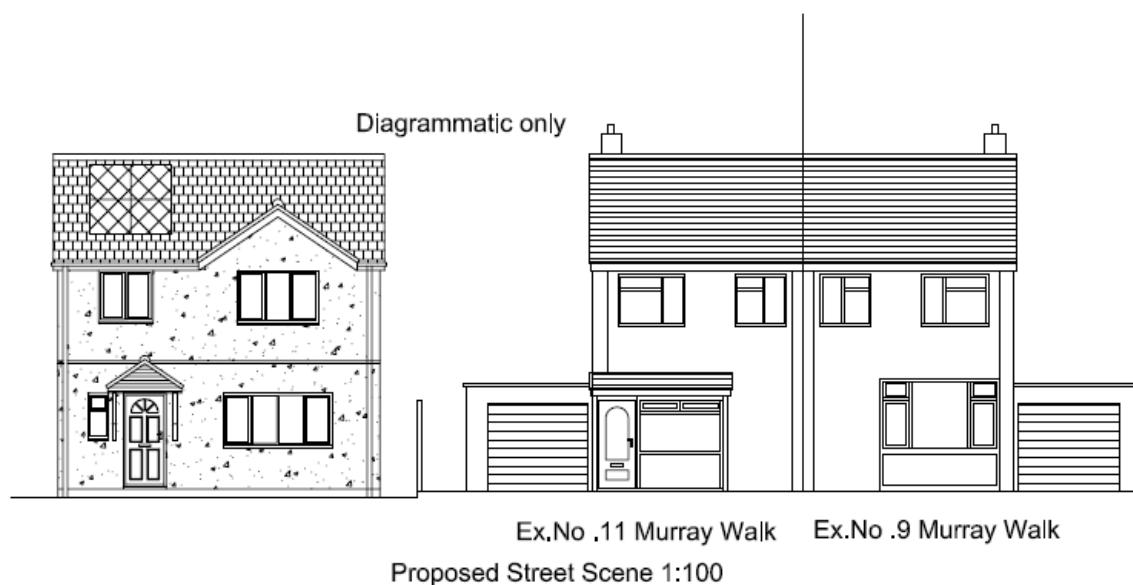 Diagrammatic only
Ex.No .11 Murray Walk
Ex.No .9 Murray Walk
Proposed Street Scene 1:100